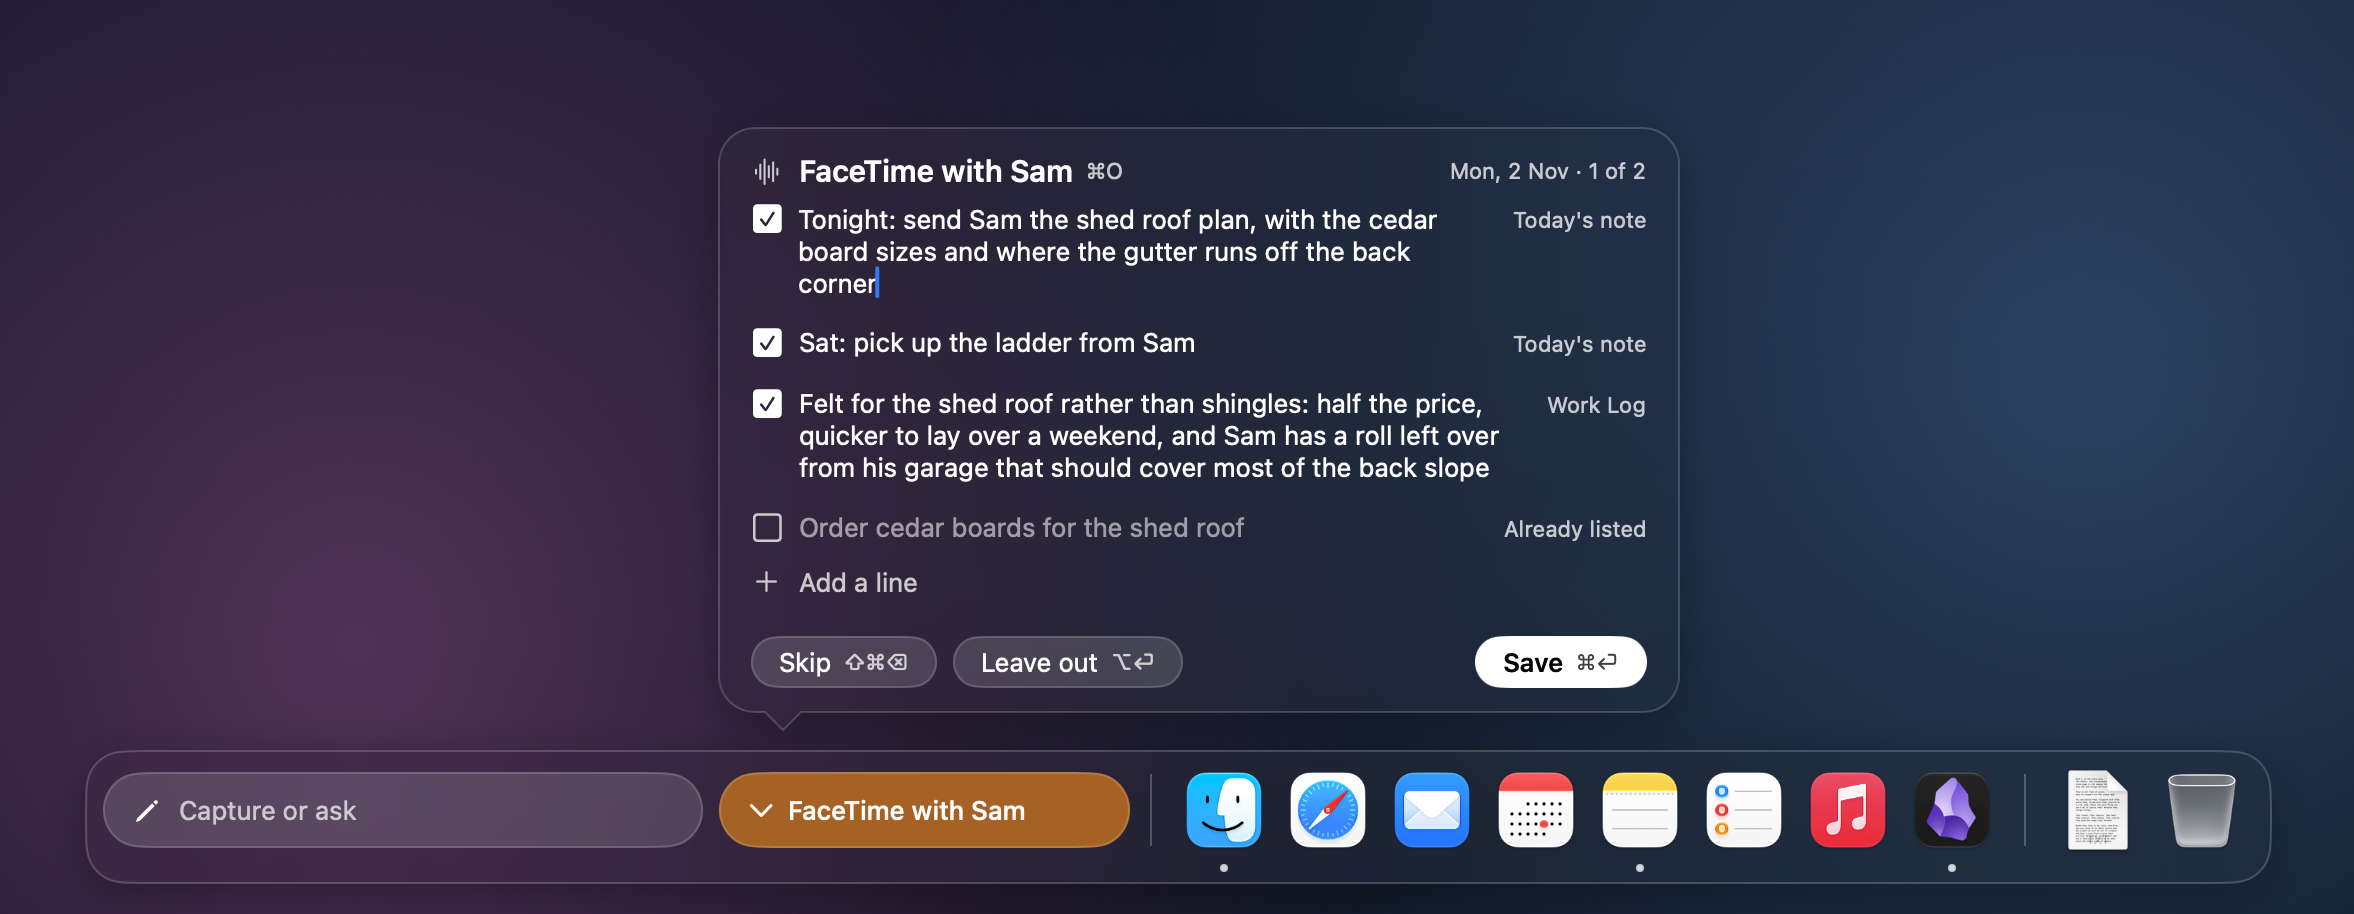 FaceTime with Sam ⌘O
Mon, 2 Nov · 1 of 2
Tonight: send Sam the shed roof plan, with the cedar
board sizes and where the gutter runs off the back
corner
Today's note
Sat: pick up the ladder from Sam
Today's note
Felt for the shed roof rather than shingles: half the price,
quicker to lay over a weekend, and Sam has a roll left over
from his garage that should cover most of the back slope
Work Log
Order cedar boards for the shed roof
Already listed
Add a line
Skip ⇧⌘⌫
Leave out ⌥↩
Save ⌘↩
Capture or ask
FaceTime with Sam